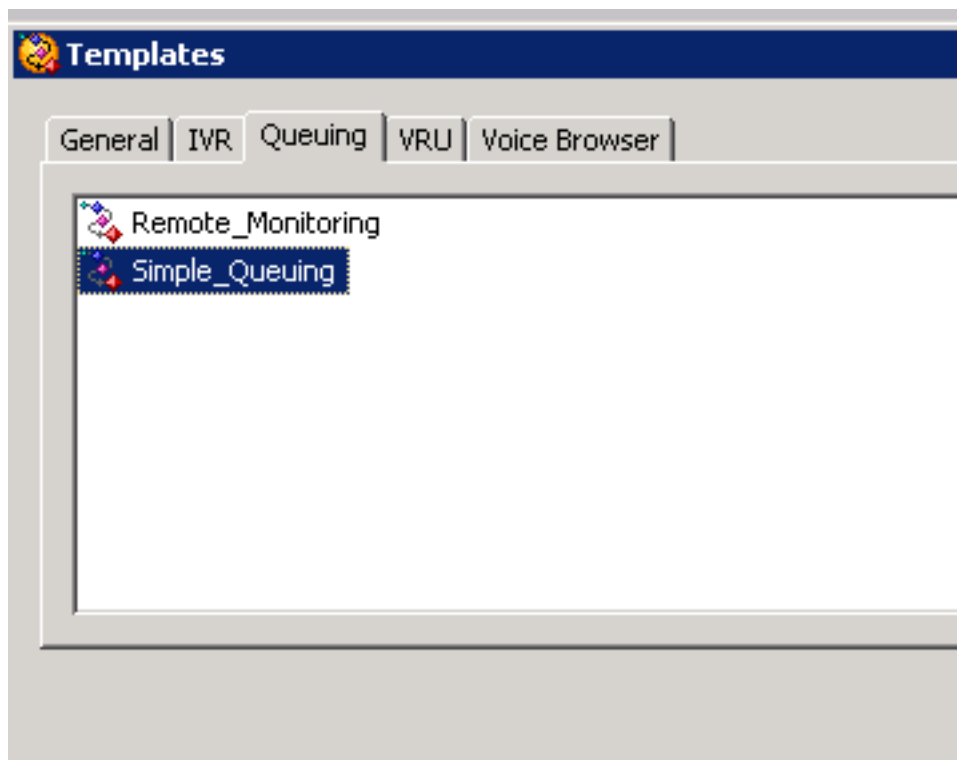 Templates
General IVR Queuing VRU Voice Browser
Remote_Monitoring
Simple_Queuing